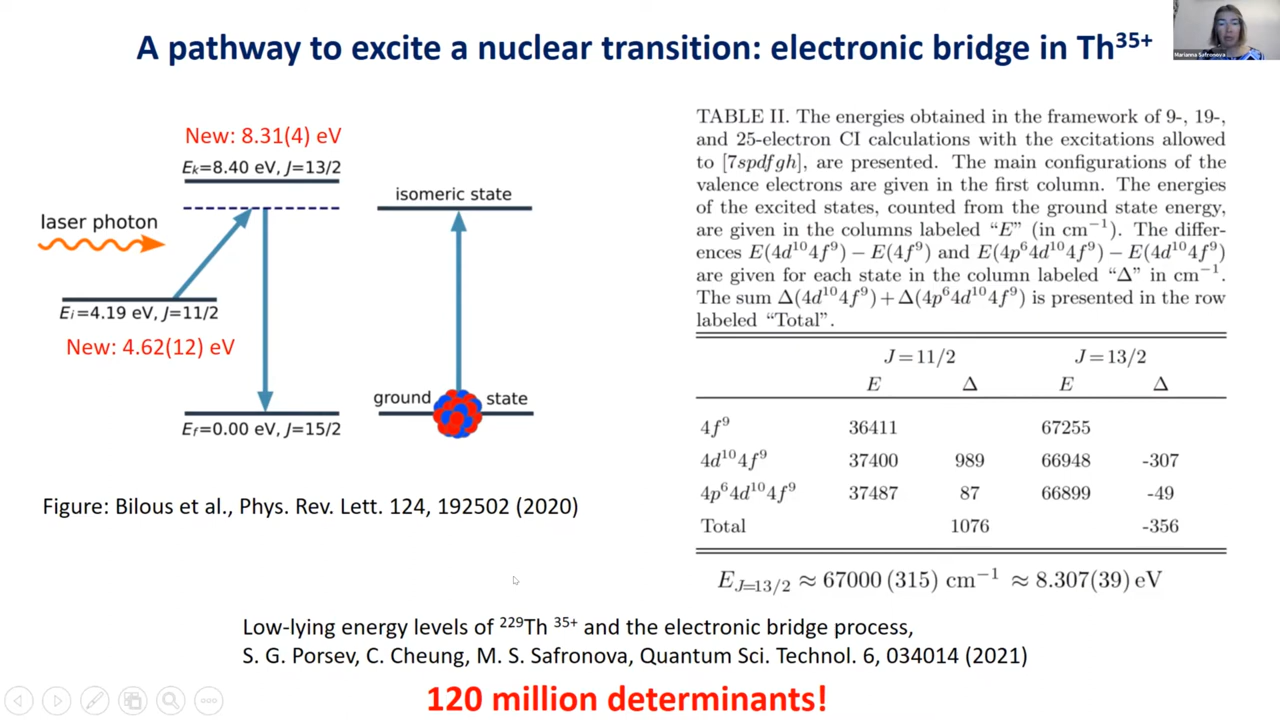 A pathway to excite a nuclear transition: electronic bridge in Th³⁵⁺
Marianna Safronova
New: 8.31(4) eV
Eₖ=8.40 eV, J=13/2
isomeric state
laser photon
Eᵢ=4.19 eV, J=11/2
New: 4.62(12) eV
ground state
E_f=0.00 eV, J=15/2
Figure: Bilous et al., Phys. Rev. Lett. 124, 192502 (2020)
TABLE II. The energies obtained in the framework of 9-, 19-,
and 25-electron CI calculations with the excitations allowed
to [7spdfgh], are presented. The main configurations of the
valence electrons are given in the first column. The energies
of the excited states, counted from the ground state energy,
are given in the columns labeled “E” (in cm⁻¹). The differ-
ences E(4d¹⁰4f⁹) − E(4f⁹) and E(4p⁶4d¹⁰4f⁹) − E(4d¹⁰4f⁹)
are given for each state in the column labeled “Δ” in cm⁻¹.
The sum Δ(4d¹⁰4f⁹)+Δ(4p⁶4d¹⁰4f⁹) is presented in the row
labeled “Total”.
J=11/2 J=13/2
E Δ E Δ
4f⁹ 36411 67255
4d¹⁰4f⁹ 37400 989 66948 -307
4p⁶4d¹⁰4f⁹ 37487 87 66899 -49
Total 1076 -356
E_J=13/2 ≈ 67000 (315) cm⁻¹ ≈ 8.307(39) eV
Low-lying energy levels of ²²⁹Th ³⁵⁺ and the electronic bridge process,
S. G. Porsev, C. Cheung, M. S. Safronova, Quantum Sci. Technol. 6, 034014 (2021)
120 million determinants!